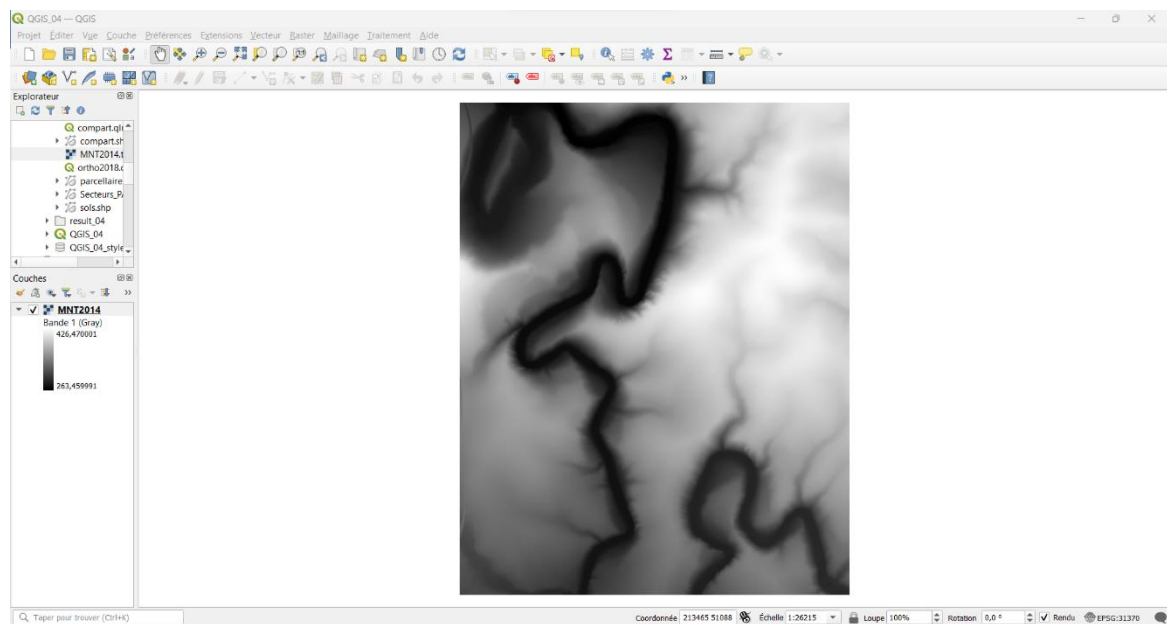 QGIS_04 — QGIS
Projet Éditer Vue Couche Préférences Extensions Vecteur Raster Maillage Traitement Aide
Explorateur
compart.qlr
compart.sh
MNT2014.t
ortho2018.
parcellaire
Secteurs_P
sols.shp
result_04
QGIS_04
QGIS_04_style
Couches
MNT2014
Bande 1 (Gray)
426,470001
263,459991
Taper pour trouver (Ctrl+K) Coordonnée 213465 51088 Échelle 1:26215 Loupe 100% Rotation 0,0 ° Rendu EPSG:31370